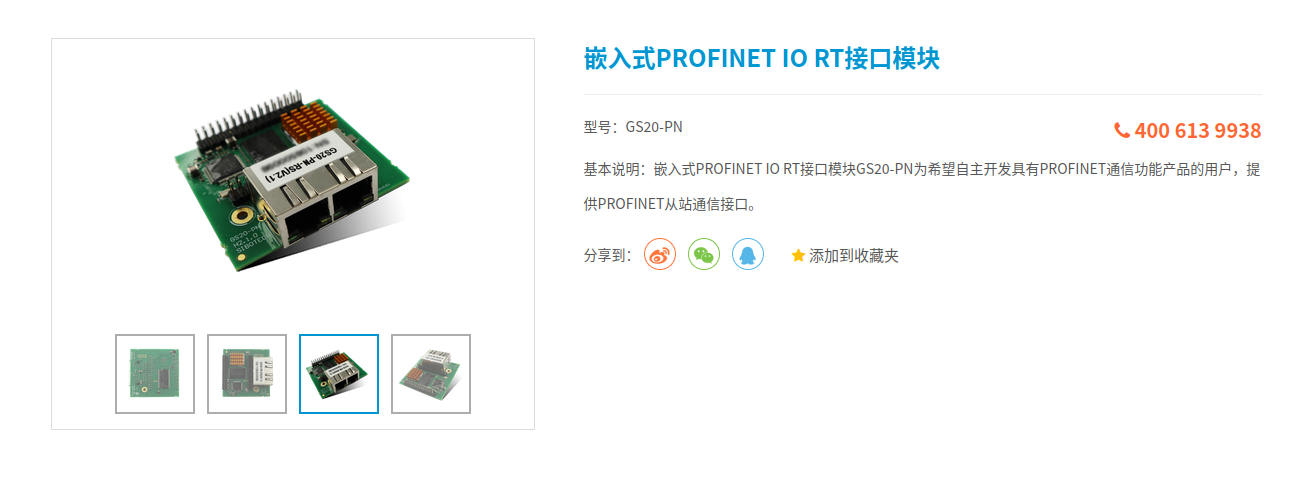 嵌入式PROFINET IO RT接口模块
型号：GS20-PN
400 613 9938
基本说明：嵌入式PROFINET IO RT接口模块GS20-PN为希望自主开发具有PROFINET通信功能产品的用户，提
供PROFINET从站通信接口。
分享到：
添加到收藏夹
GS20-PN-RS(V2.1)
GS20-PN
M2.1.0
SIBOTECH